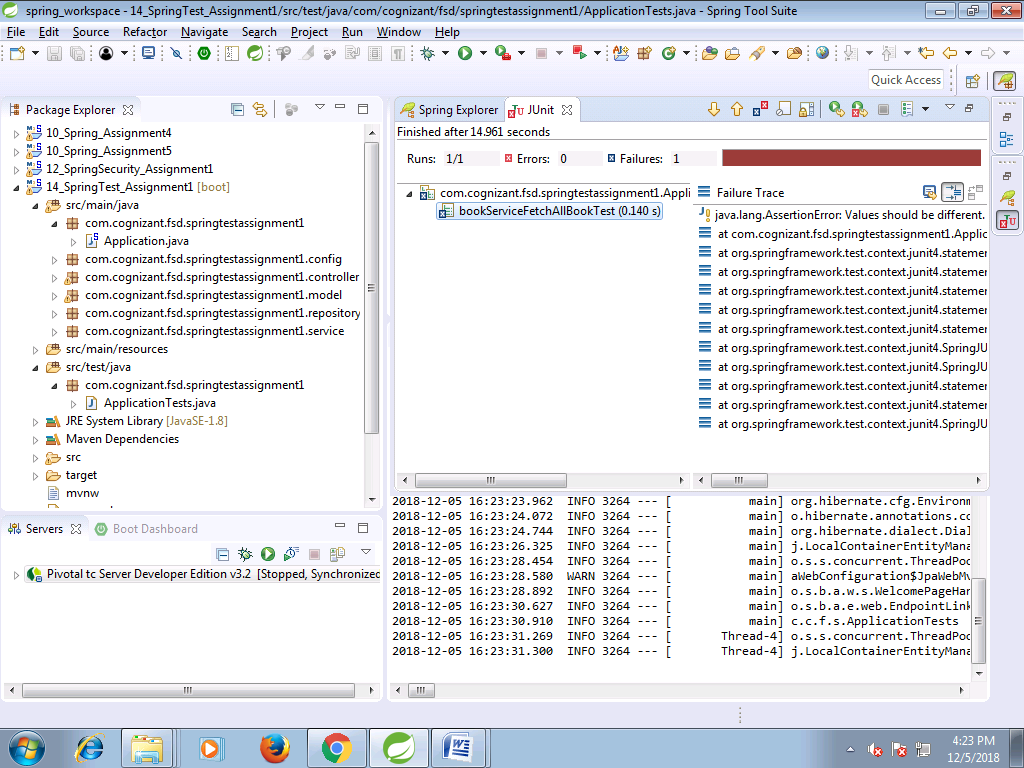 spring_workspace - 14_SpringTest_Assignment1/src/test/java/com/cognizant/fsd/springtestassignment1/ApplicationTests.java - Spring Tool Suite
File Edit Source Refactor Navigate Search Project Run Window Help
Quick Access
Package Explorer
10_Spring_Assignment4
10_Spring_Assignment5
12_SpringSecurity_Assignment1
14_SpringTest_Assignment1 [boot]
src/main/java
com.cognizant.fsd.springtestassignment1
Application.java
com.cognizant.fsd.springtestassignment1.config
com.cognizant.fsd.springtestassignment1.controller
com.cognizant.fsd.springtestassignment1.model
com.cognizant.fsd.springtestassignment1.repository
com.cognizant.fsd.springtestassignment1.service
src/main/resources
src/test/java
com.cognizant.fsd.springtestassignment1
ApplicationTests.java
JRE System Library [JavaSE-1.8]
Maven Dependencies
src
target
mvnw
Servers Boot Dashboard
Pivotal tc Server Developer Edition v3.2 [Stopped, Synchronized
Spring Explorer JUnit
Finished after 14.961 seconds
Runs: 1/1 Errors: 0 Failures: 1
com.cognizant.fsd.springtestassignment1.Appli
bookServiceFetchAllBookTest (0.140 s)
Failure Trace
java.lang.AssertionError: Values should be different.
at com.cognizant.fsd.springtestassignment1.Applic
at org.springframework.test.context.junit4.statemer
at org.springframework.test.context.junit4.statemer
at org.springframework.test.context.junit4.statemer
at org.springframework.test.context.junit4.statemer
at org.springframework.test.context.junit4.statemer
at org.springframework.test.context.junit4.SpringJU
at org.springframework.test.context.junit4.SpringJU
at org.springframework.test.context.junit4.statemer
at org.springframework.test.context.junit4.statemer
at org.springframework.test.context.junit4.SpringJU
2018-12-05 16:23:23.962 INFO 3264 --- [ main] org.hibernate.cfg.Environm
2018-12-05 16:23:24.072 INFO 3264 --- [ main] o.hibernate.annotations.co
2018-12-05 16:23:24.744 INFO 3264 --- [ main] org.hibernate.dialect.Dial
2018-12-05 16:23:26.325 INFO 3264 --- [ main] j.LocalContainerEntityMana
2018-12-05 16:23:28.454 INFO 3264 --- [ main] o.s.s.concurrent.ThreadPoo
2018-12-05 16:23:28.580 WARN 3264 --- [ main] aWebConfiguration$JpaWebMv
2018-12-05 16:23:28.892 INFO 3264 --- [ main] o.s.b.a.w.s.WelcomePageHan
2018-12-05 16:23:30.627 INFO 3264 --- [ main] o.s.b.a.e.web.EndpointLink
2018-12-05 16:23:30.910 INFO 3264 --- [ main] c.c.f.s.ApplicationTests
2018-12-05 16:23:31.269 INFO 3264 --- [ Thread-4] o.s.s.concurrent.ThreadPoo
2018-12-05 16:23:31.300 INFO 3264 --- [ Thread-4] j.LocalContainerEntityMana
4:23 PM
12/5/2018